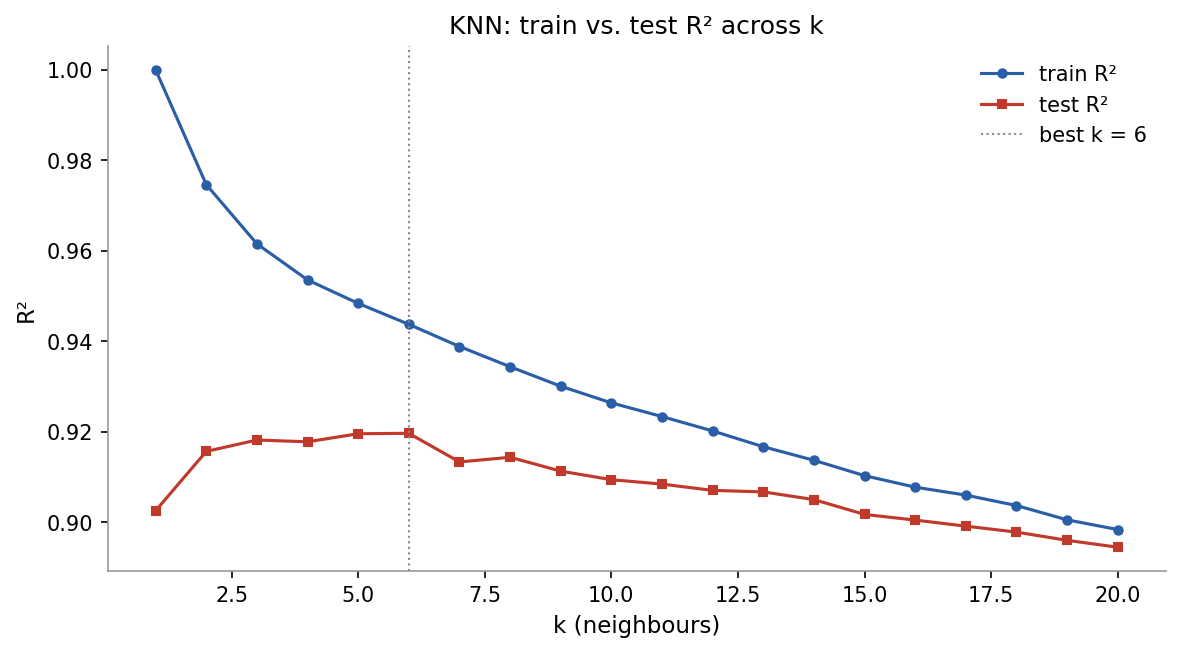 KNN: train vs. test R² across k
train R²
test R²
best k = 6
1.00
0.98
0.96
0.94
0.92
0.90
R²
2.5 5.0 7.5 10.0 12.5 15.0 17.5 20.0
k (neighbours)